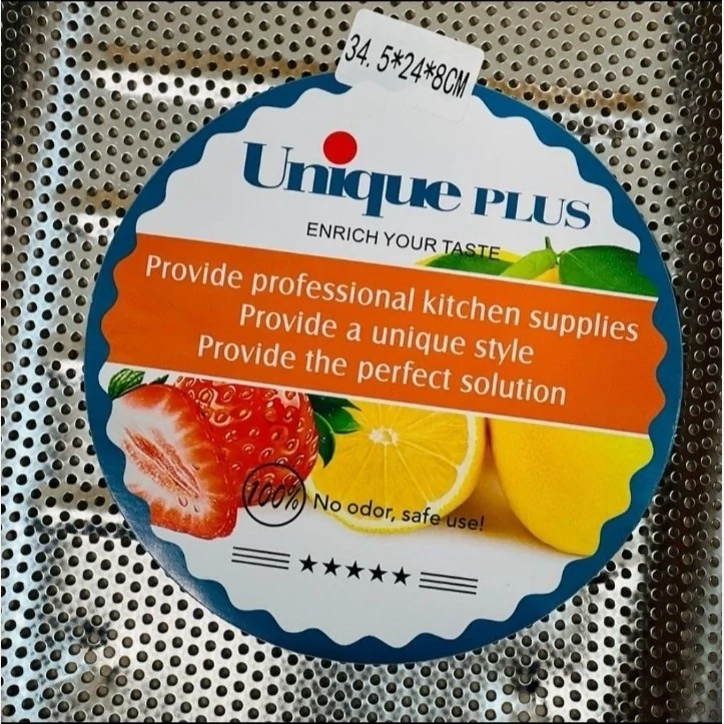 34. 5*24*8CM
Unique PLUS
ENRICH YOUR TASTE
Provide professional kitchen supplies
Provide a unique style
Provide the perfect solution
100% No odor, safe use!